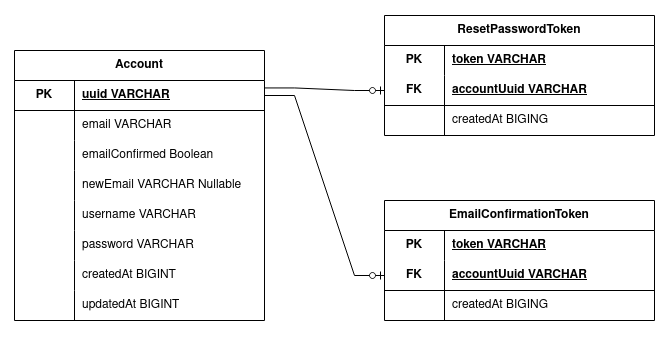 Account
PK uuid VARCHAR
email VARCHAR
emailConfirmed Boolean
newEmail VARCHAR Nullable
username VARCHAR
password VARCHAR
createdAt BIGINT
updatedAt BIGINT
ResetPasswordToken
PK token VARCHAR
FK accountUuid VARCHAR
createdAt BIGING
EmailConfirmationToken
PK token VARCHAR
FK accountUuid VARCHAR
createdAt BIGING